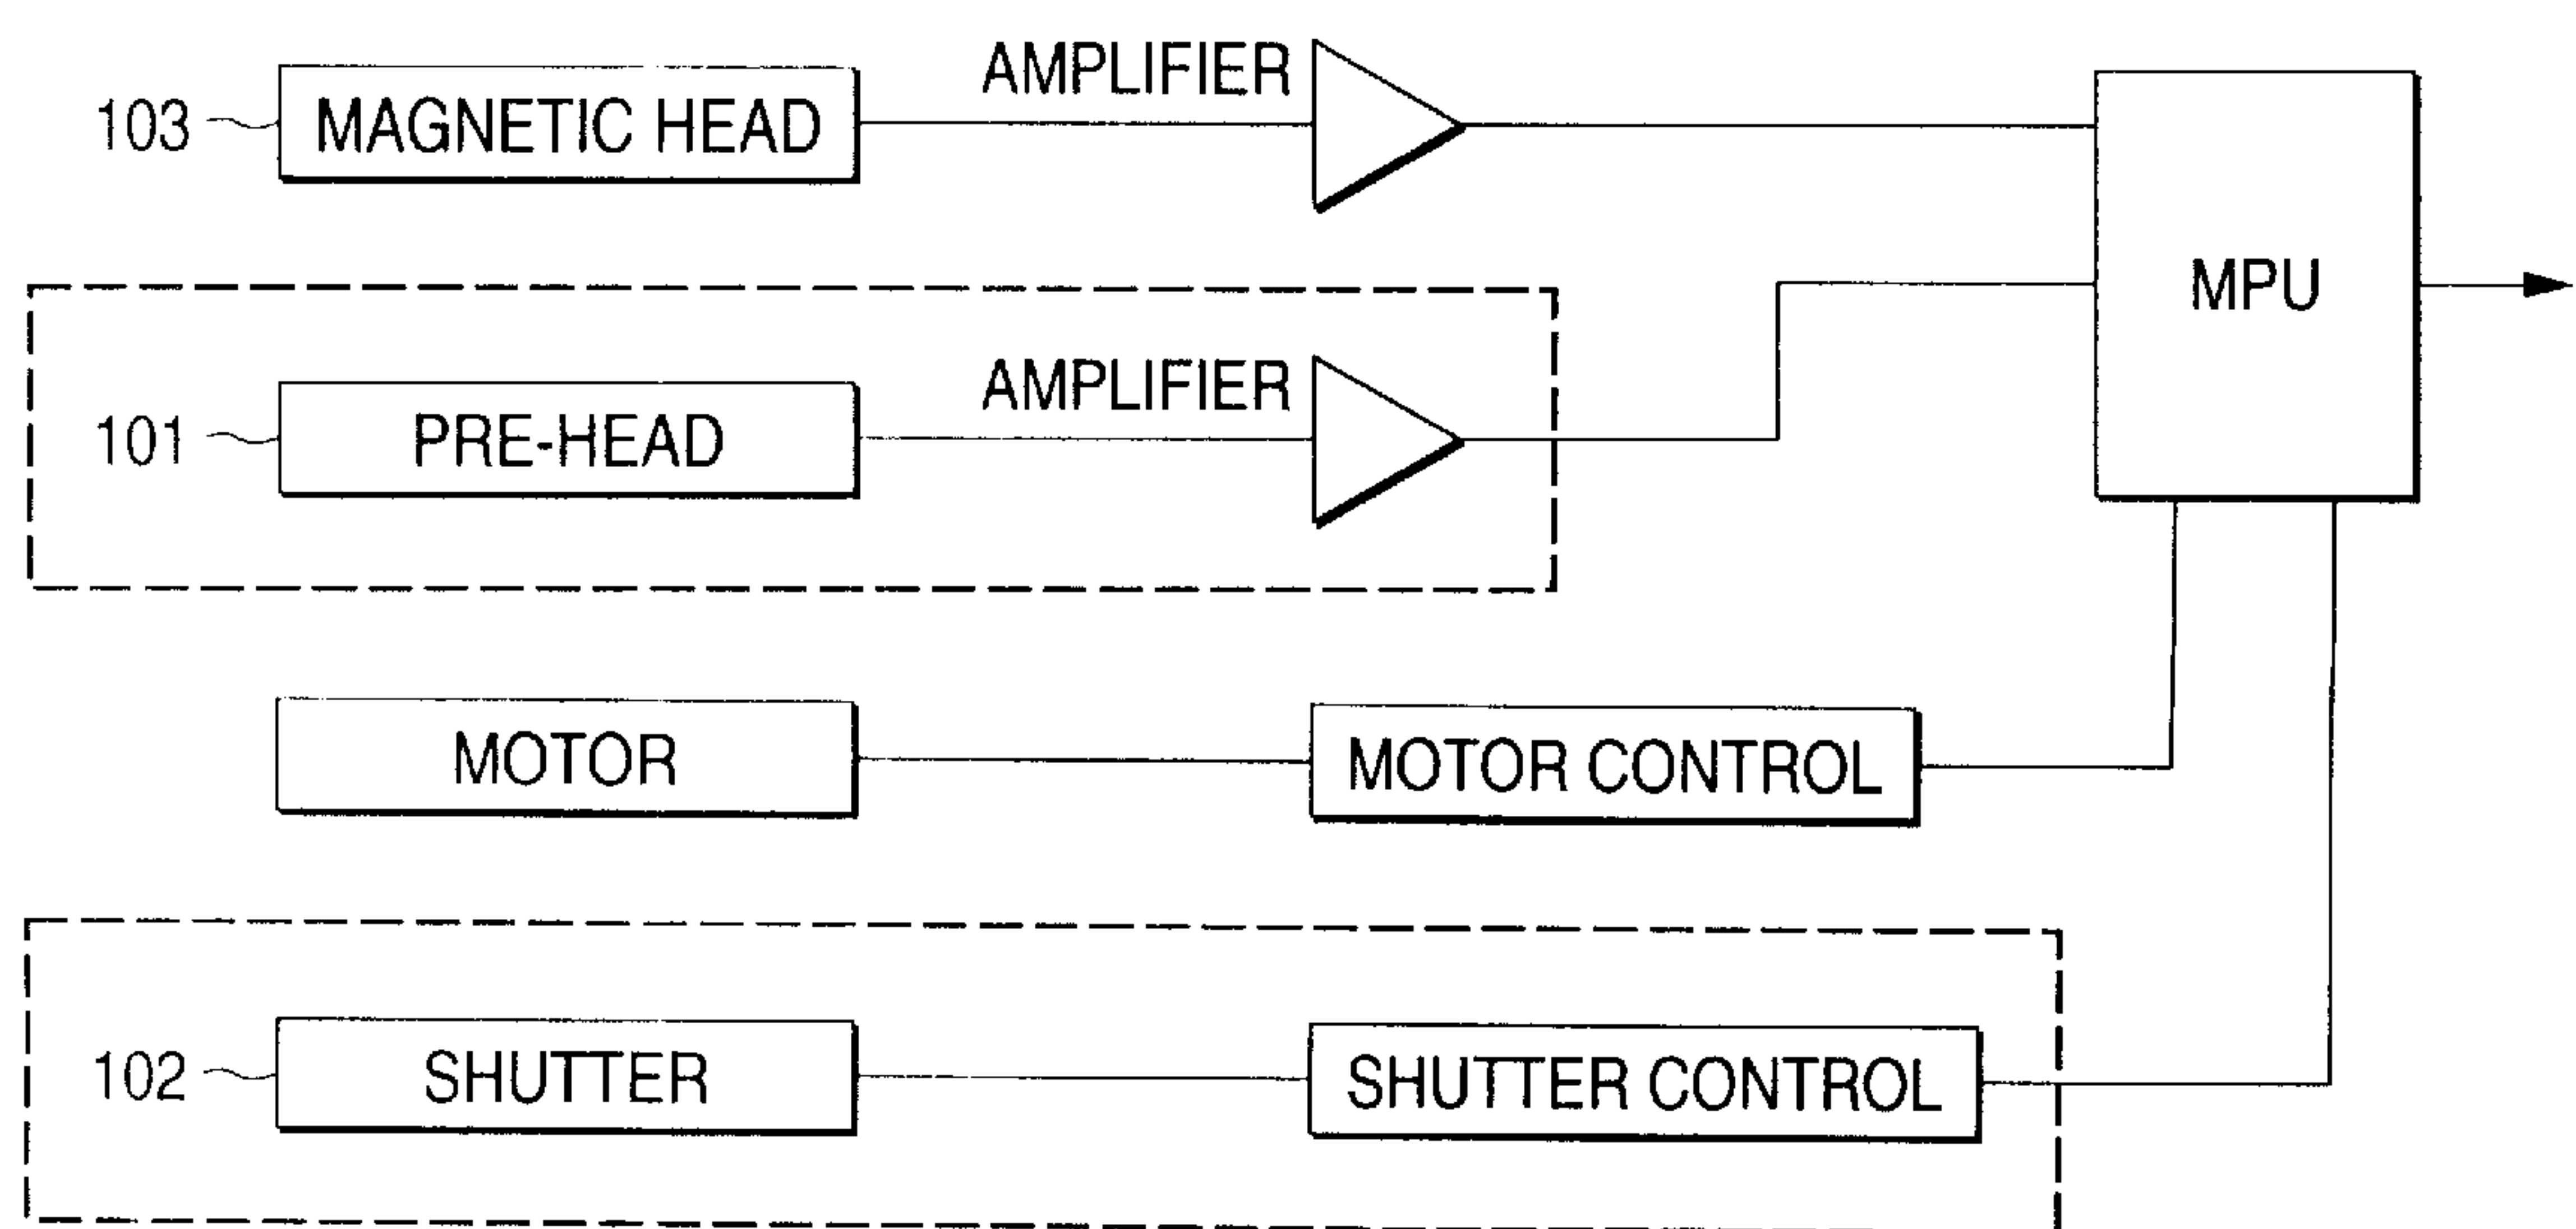 AMPLIFIER
103
MAGNETIC HEAD
MPU
AMPLIFIER
101
PRE-HEAD
MOTOR
MOTOR CONTROL
102
SHUTTER
SHUTTER CONTROL